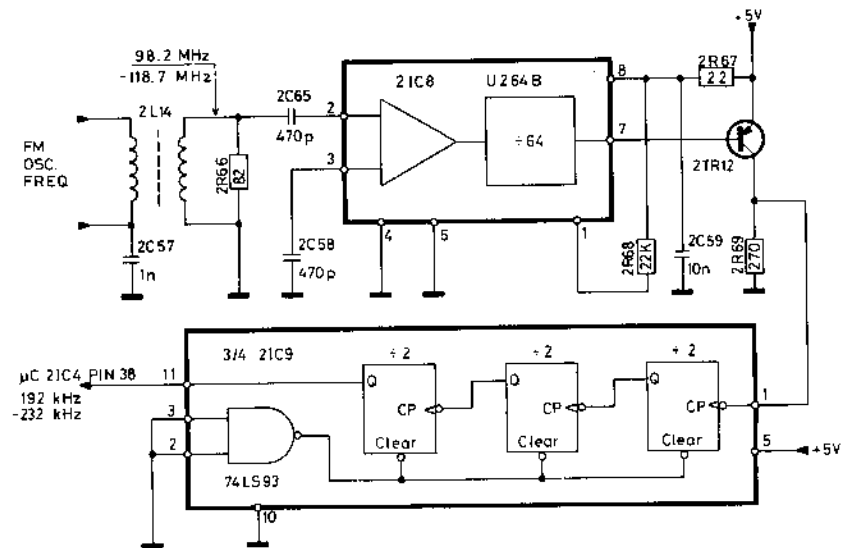 +5V
98.2 MHz
-118.7 MHz
2L14
2C65
470p
2
3
2IC8
U264B
÷64
8
2R67
22
7
2TR12
FM
OSC.
FREQ
2R66
82
2C57
1n
2C58
470p
4
5
1
2R68
22K
2C59
10n
2R69
270
3/4 2IC9
÷2
÷2
÷2
µC 2IC4 PIN 38
192 kHz
-232 kHz
11
Q
CP
Clear
Q
CP
Clear
Q
CP
Clear
1
3
2
5
+5V
74LS93
10